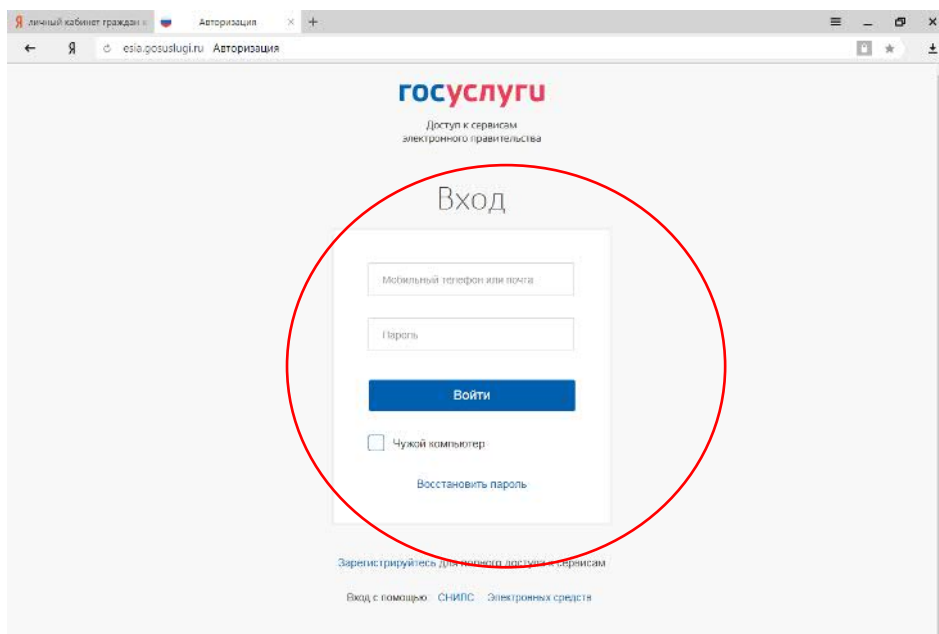 Я личный кабинет граждан к
Авторизация × +
← Я esia.gosuslugi.ru Авторизация
госуслуги
Доступ к сервисам
электронного правительства
Вход
Мобильный телефон или почта
Пароль
Войти
Чужой компьютер
Восстановить пароль
Зарегистрируйтесь для полного доступа к сервисам
Вход с помощью СНИЛС Электронных средств